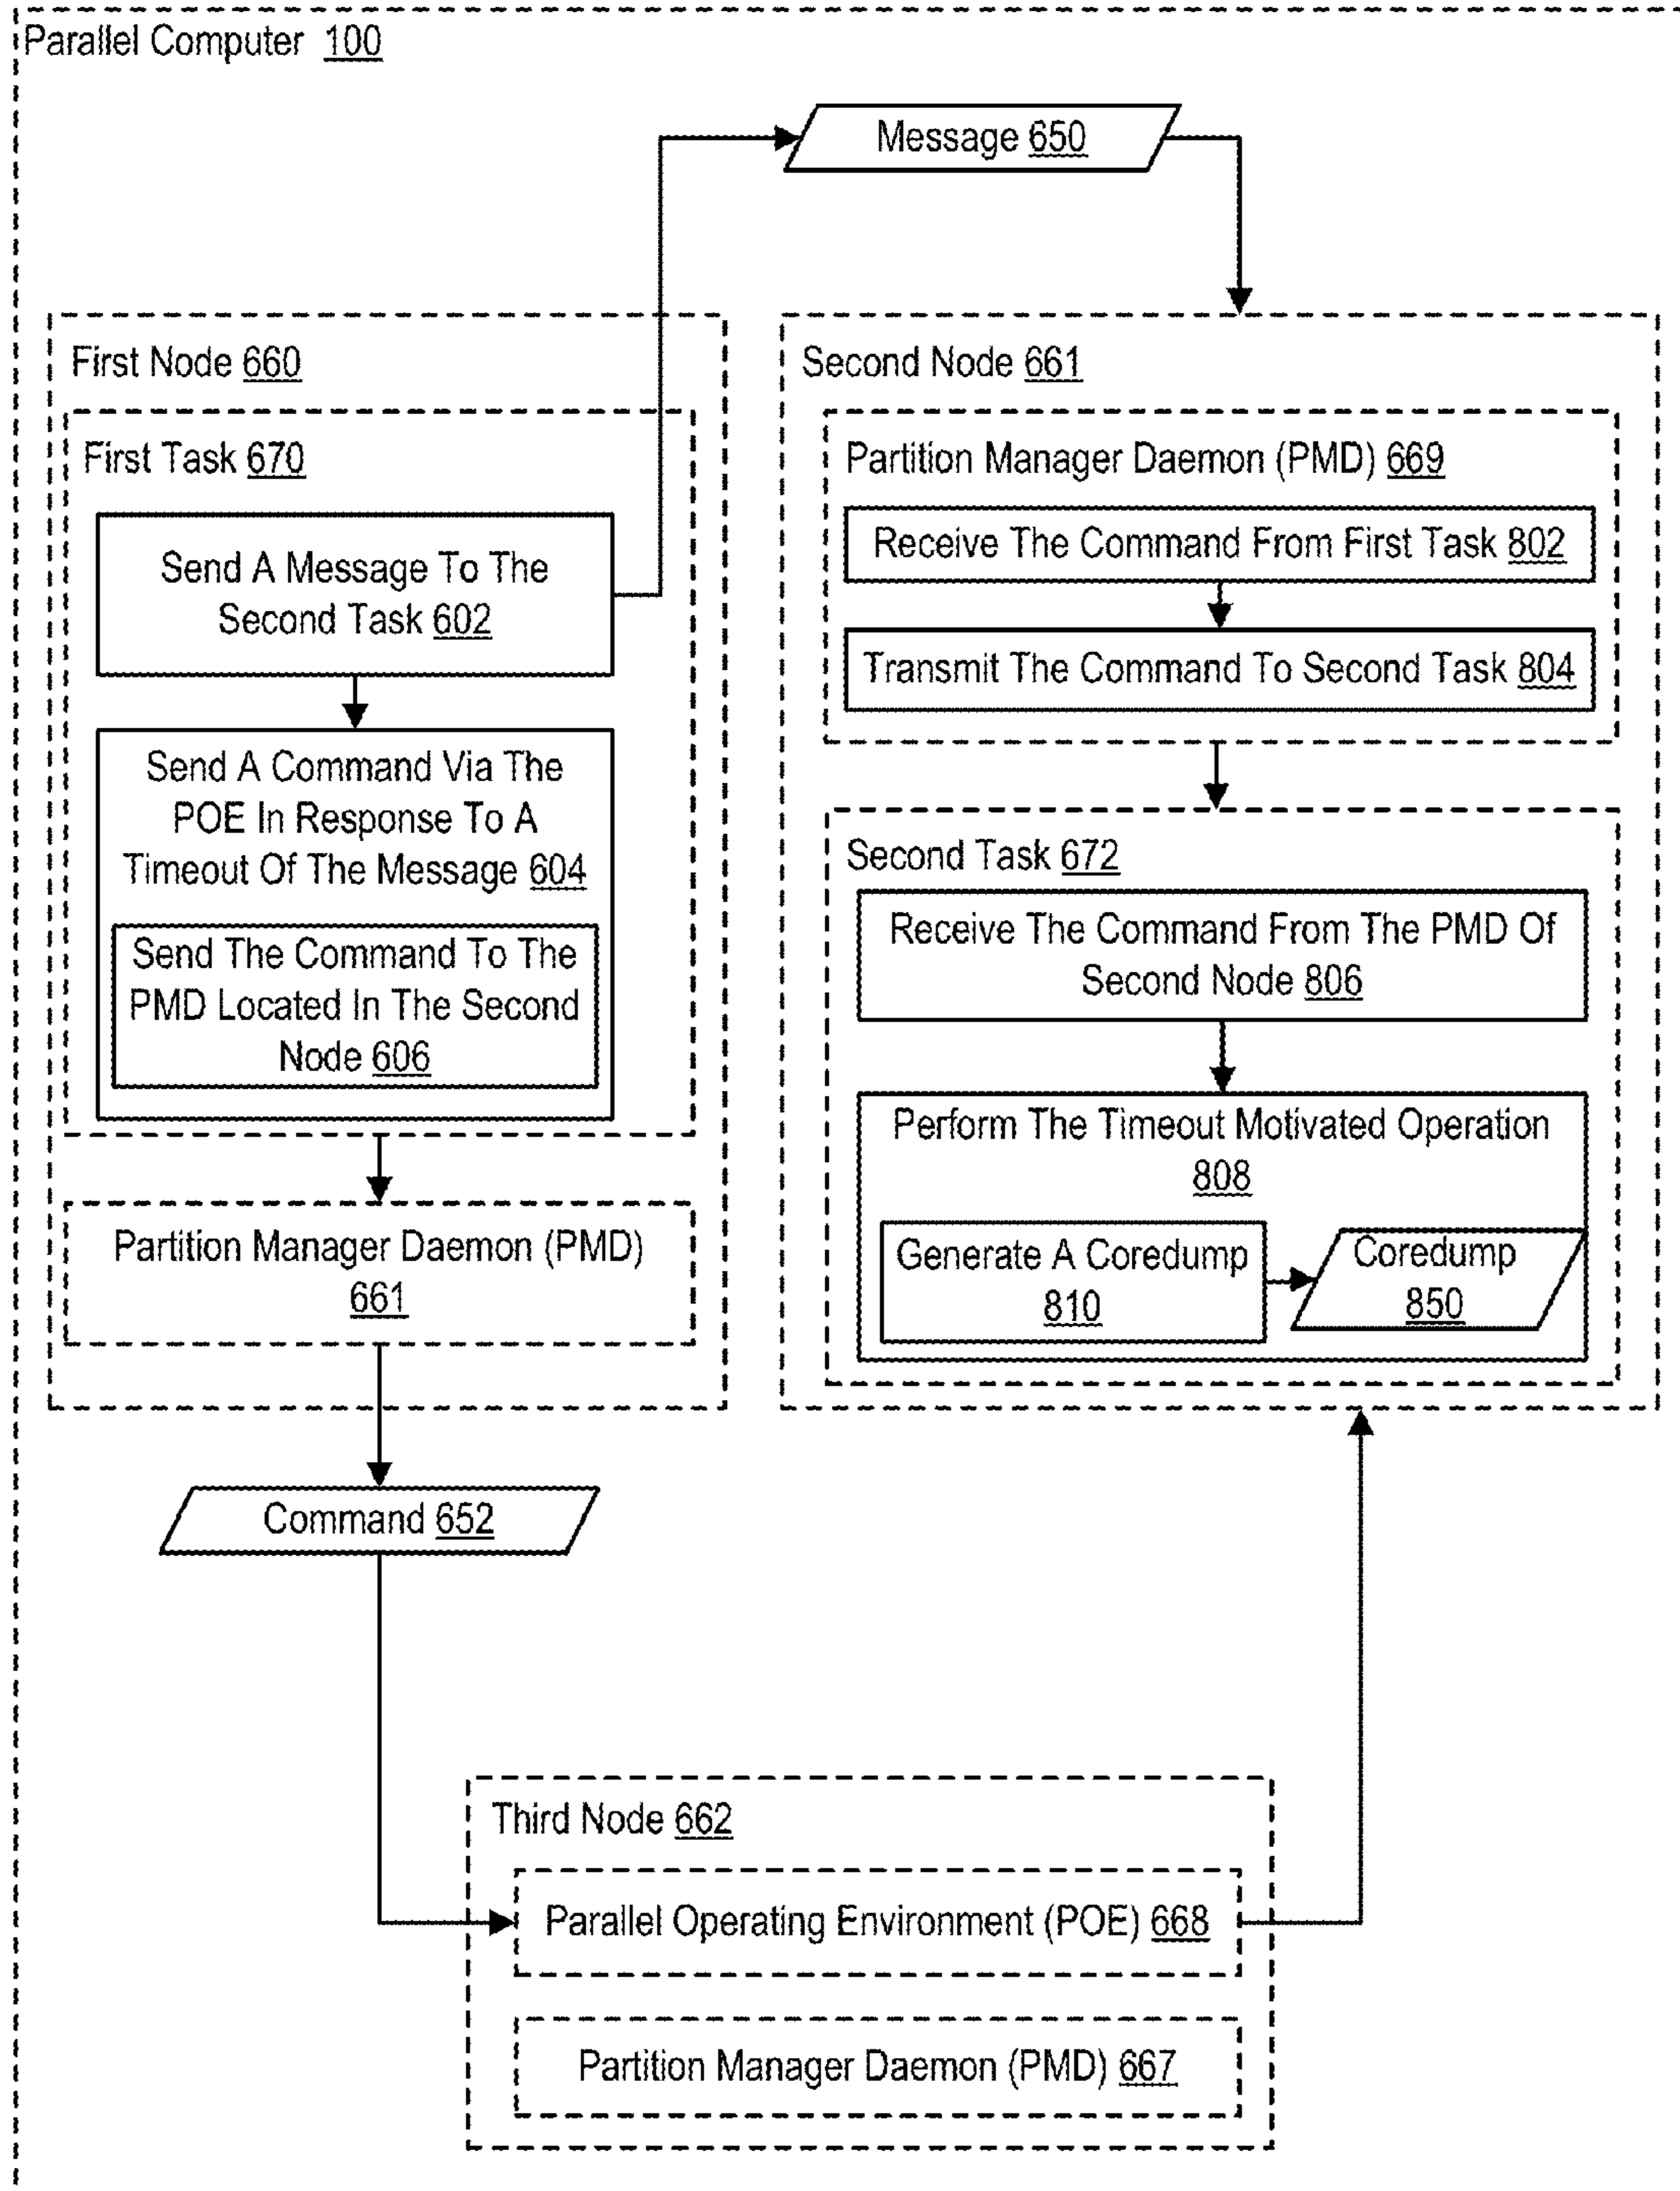 Parallel Computer 100
Message 650
First Node 660
First Task 670
Send A Message To The
Second Task 602
Send A Command Via The
POE In Response To A
Timeout Of The Message 604
Send The Command To The
PMD Located In The Second
Node 606
Partition Manager Daemon (PMD)
661
Second Node 661
Partition Manager Daemon (PMD) 669
Receive The Command From First Task 802
Transmit The Command To Second Task 804
Second Task 672
Receive The Command From The PMD Of
Second Node 806
Perform The Timeout Motivated Operation
808
Generate A Coredump
810
Coredump
850
Command 652
Third Node 662
Parallel Operating Environment (POE) 668
Partition Manager Daemon (PMD) 667